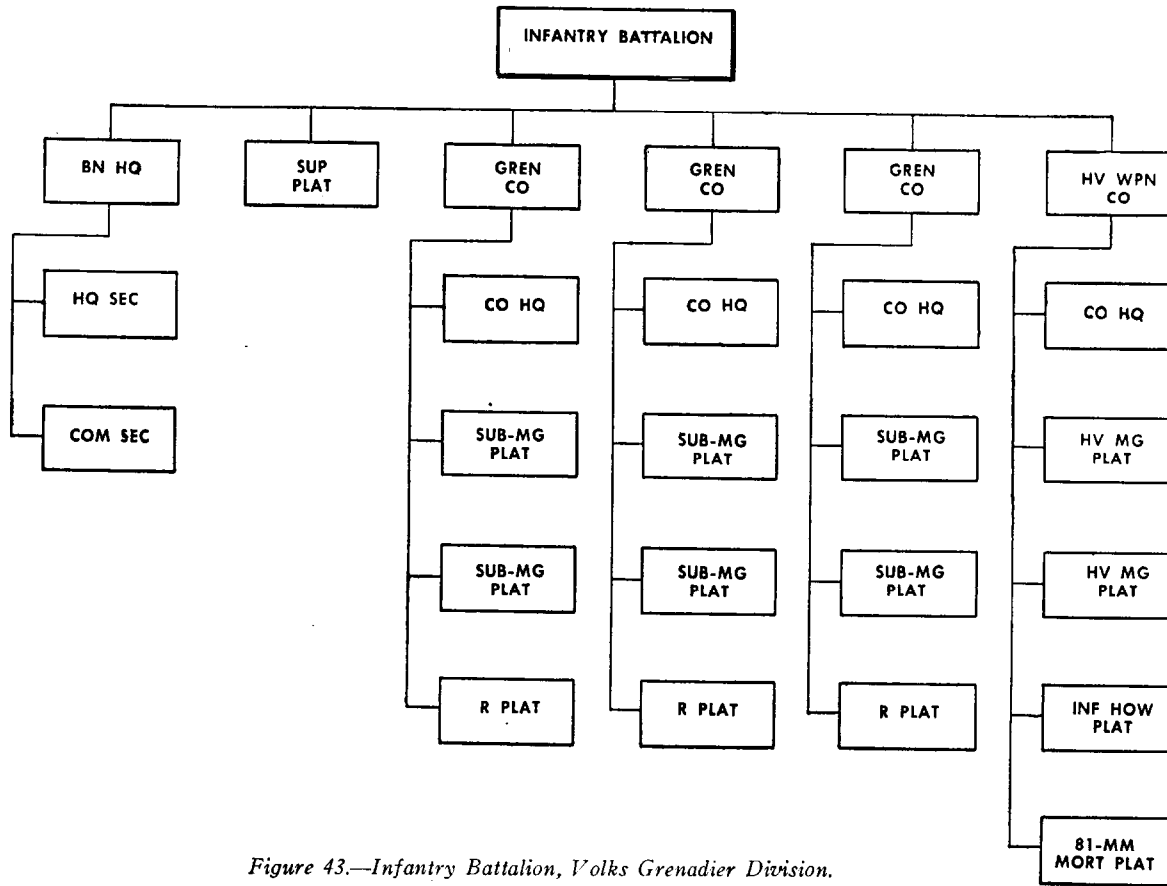 INFANTRY BATTALION
BN HQ
SUP
PLAT
GREN
CO
GREN
CO
GREN
CO
HV WPN
CO
HQ SEC
CO HQ
CO HQ
CO HQ
CO HQ
COM SEC
SUB-MG
PLAT
SUB-MG
PLAT
SUB-MG
PLAT
HV MG
PLAT
SUB-MG
PLAT
SUB-MG
PLAT
SUB-MG
PLAT
HV MG
PLAT
R PLAT
R PLAT
R PLAT
INF HOW
PLAT
81-MM
MORT PLAT
Figure 43.—Infantry Battalion, Volks Grenadier Division.